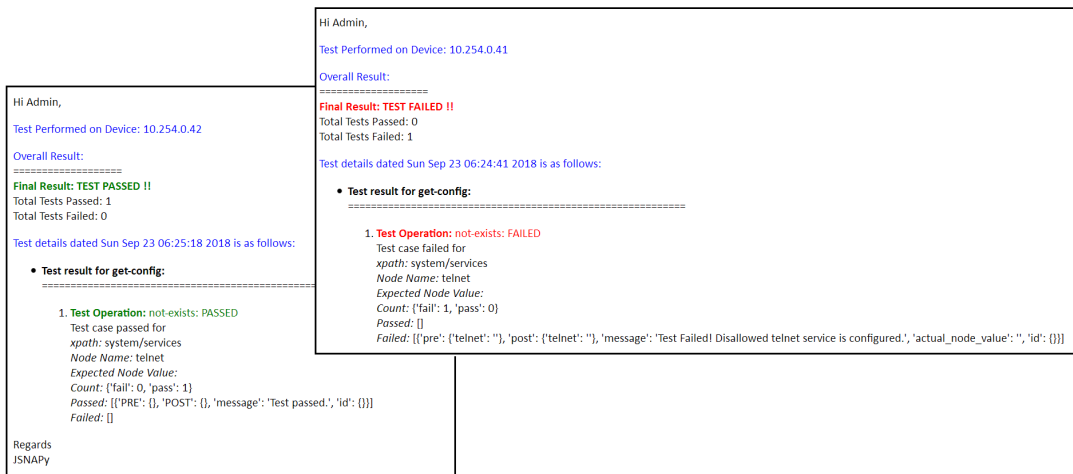 Hi Admin,
Test Performed on Device: 10.254.0.41
Overall Result:
===================
Final Result: TEST FAILED !!
Total Tests Passed: 0
Total Tests Failed: 1
Test details dated Sun Sep 23 06:24:41 2018 is as follows:
• Test result for get-config:
===========================================================
1. Test Operation: not-exists: FAILED
Test case failed for
xpath: system/services
Node Name: telnet
Expected Node Value:
Count: {'fail': 1, 'pass': 0}
Passed: []
Failed: [{'pre': {'telnet': ''}, 'post': {'telnet': ''}, 'message': 'Test Failed! Disallowed telnet service is configured.', 'actual_node_value': '', 'id': {}}]
Hi Admin,
Test Performed on Device: 10.254.0.42
Overall Result:
===================
Final Result: TEST PASSED !!
Total Tests Passed: 1
Total Tests Failed: 0
Test details dated Sun Sep 23 06:25:18 2018 is as follows:
• Test result for get-config:
================================================
1. Test Operation: not-exists: PASSED
Test case passed for
xpath: system/services
Node Name: telnet
Expected Node Value:
Count: {'fail': 0, 'pass': 1}
Passed: [{'PRE': {}, 'POST': {}, 'message': 'Test passed.', 'id': {}}]
Failed: []
Regards
JSNAPy